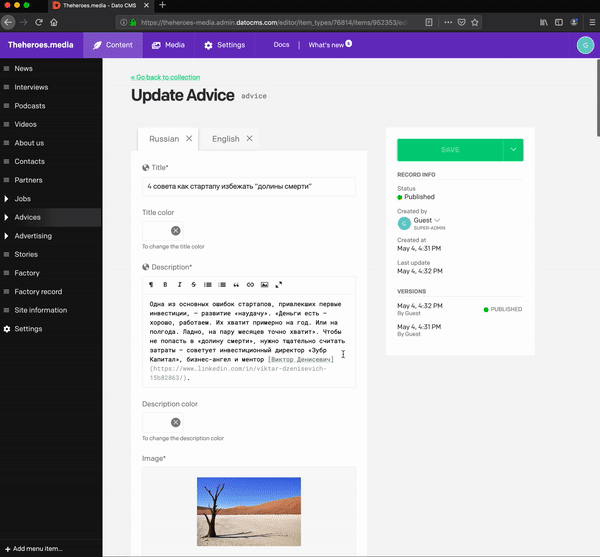 Theheroes.media - Dato CMS
https://theheroes-media.admin.datocms.com/editor/item_types/76814/items/952353/ed
Theheroes.media
Content
Media
Settings
Docs
What's new
G
News
Interviews
Podcasts
Videos
About us
Contacts
Partners
Jobs
Advices
Advertising
Stories
Factory
Factory record
Site information
Settings
+ Add menu item...
« Go back to collection
Update Advice advice
Russian
English
Title*
4 совета как стартапу избежать "долины смерти"
Title color
To change the title color
Description*
Одна из основных ошибок стартапов, привлекших первые
инвестиции, – развитие «наудачу». «Деньги есть –
хорошо, работаем. Их хватит примерно на год. Или на
полгода. Ладно, на пару месяцев точно хватит». Чтобы
не попасть в «долину смерти», нужно тщательно считать
затраты – советует инвестиционный директор «Зубр
Капитал», бизнес-ангел и ментор [Виктор Денисевич]
(https://www.linkedin.com/in/viktar-dzenisevich-
15b82863/).
Description color
To change the description color
Image*
SAVE
RECORD INFO
Status
Published
Created by
G
Guest
SUPER-ADMIN
Created at
May 4, 4:31 PM
Last update
May 4, 4:32 PM
VERSIONS
May 4, 4:32 PM
By Guest
PUBLISHED
May 4, 4:31 PM
By Guest